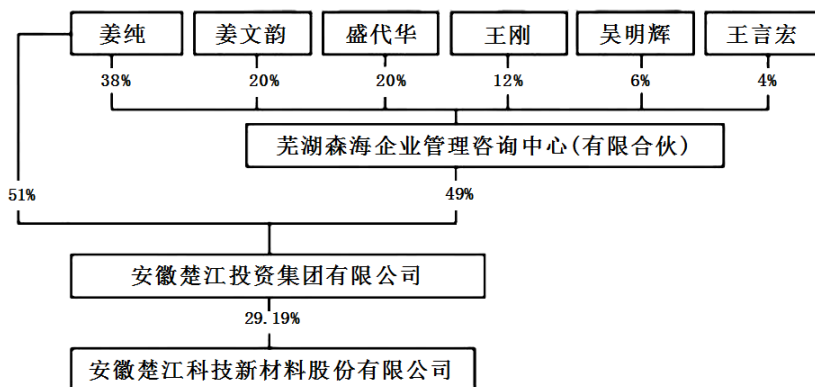 姜纯 姜文韵 盛代华 王刚 吴明辉 王言宏
38% 20% 20% 12% 6% 4%
芜湖森海企业管理咨询中心(有限合伙)
51% 49%
安徽楚江投资集团有限公司
29.19%
安徽楚江科技新材料股份有限公司